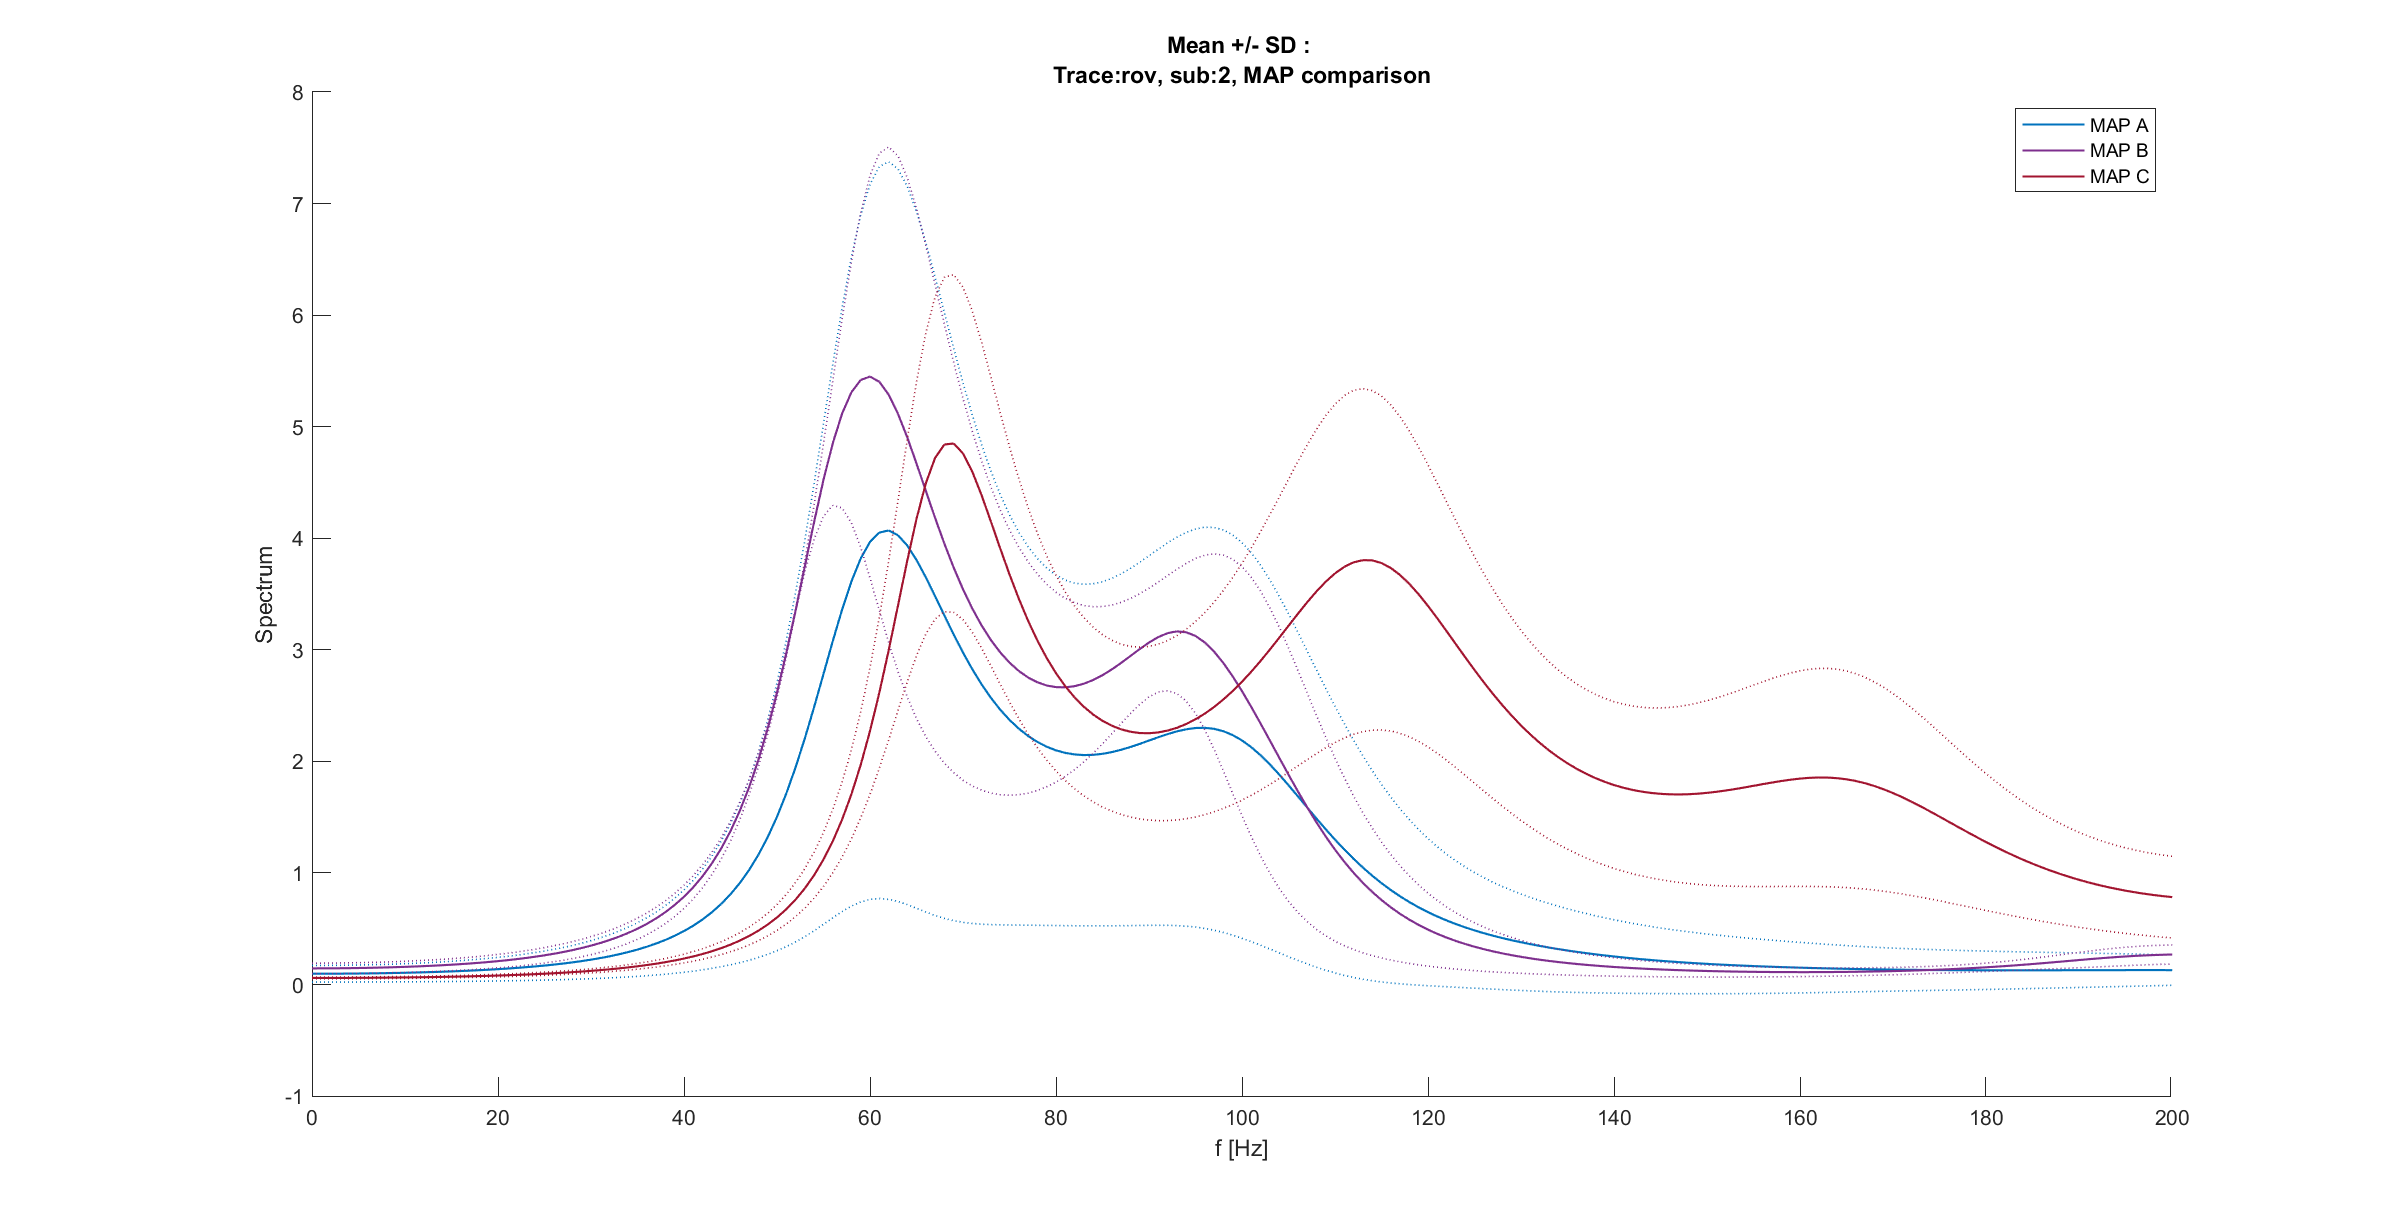 Mean +/- SD :
Trace:rov, sub:2, MAP comparison
MAP A
MAP B
MAP C
8
7
6
5
4
3
2
1
0
-1
Spectrum
0 20 40 60 80 100 120 140 160 180 200
f [Hz]